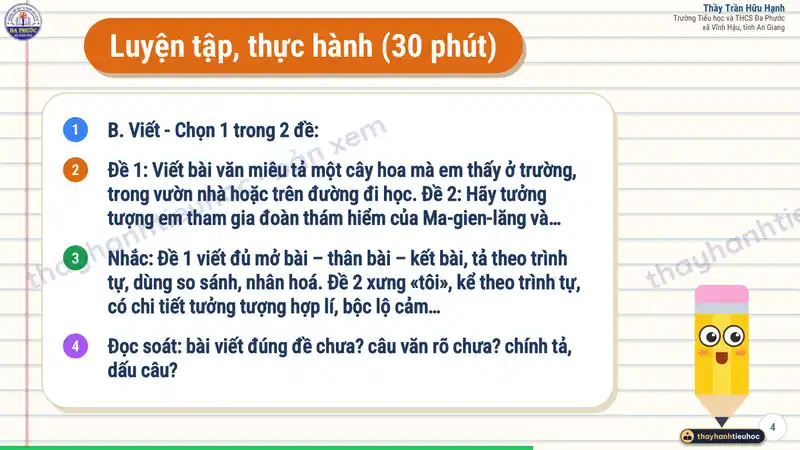 ĐA PHƯỚC
Thầy Trần Hữu Hạnh
Trường Tiểu học và THCS Đa Phước
xã Vĩnh Hậu, tỉnh An Giang
Luyện tập, thực hành (30 phút)
1 B. Viết - Chọn 1 trong 2 đề:
2 Đề 1: Viết bài văn miêu tả một cây hoa mà em thấy ở trường,
trong vườn nhà hoặc trên đường đi học. Đề 2: Hãy tưởng
tượng em tham gia đoàn thám hiểm của Ma-gien-lăng và…
3 Nhắc: Đề 1 viết đủ mở bài – thân bài – kết bài, tả theo trình
tự, dùng so sánh, nhân hoá. Đề 2 xưng «tôi», kể theo trình tự,
có chi tiết tưởng tượng hợp lí, bộc lộ cảm…
4 Đọc soát: bài viết đúng đề chưa? câu văn rõ chưa? chính tả,
dấu câu?
thayhanhtieuhoc
4